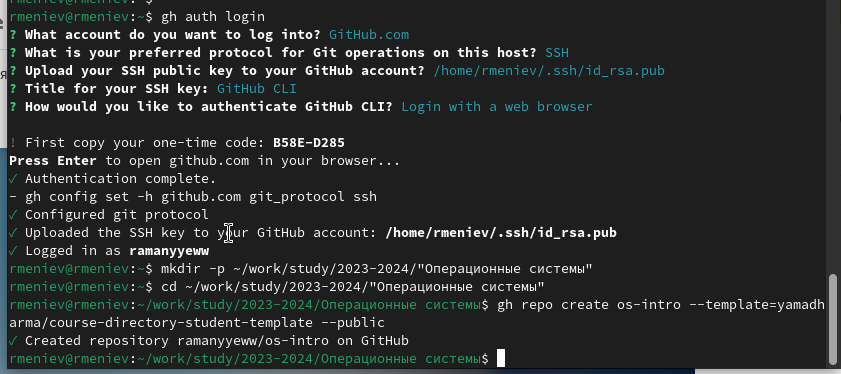 rmeniev@rmeniev:~$ gh auth login
? What account do you want to log into? GitHub.com
? What is your preferred protocol for Git operations on this host? SSH
? Upload your SSH public key to your GitHub account? /home/rmeniev/.ssh/id_rsa.pub
? Title for your SSH key: GitHub CLI
? How would you like to authenticate GitHub CLI? Login with a web browser
! First copy your one-time code: B58E-D285
Press Enter to open github.com in your browser...
✓ Authentication complete.
- gh config set -h github.com git_protocol ssh
✓ Configured git protocol
✓ Uploaded the SSH key to your GitHub account: /home/rmeniev/.ssh/id_rsa.pub
✓ Logged in as ramanyyeww
rmeniev@rmeniev:~$ mkdir -p ~/work/study/2023-2024/"Операционные системы"
rmeniev@rmeniev:~$ cd ~/work/study/2023-2024/"Операционные системы"
rmeniev@rmeniev:~/work/study/2023-2024/Операционные системы$ gh repo create os-intro --template=yamadh
arma/course-directory-student-template --public
✓ Created repository ramanyyeww/os-intro on GitHub
rmeniev@rmeniev:~/work/study/2023-2024/Операционные системы$